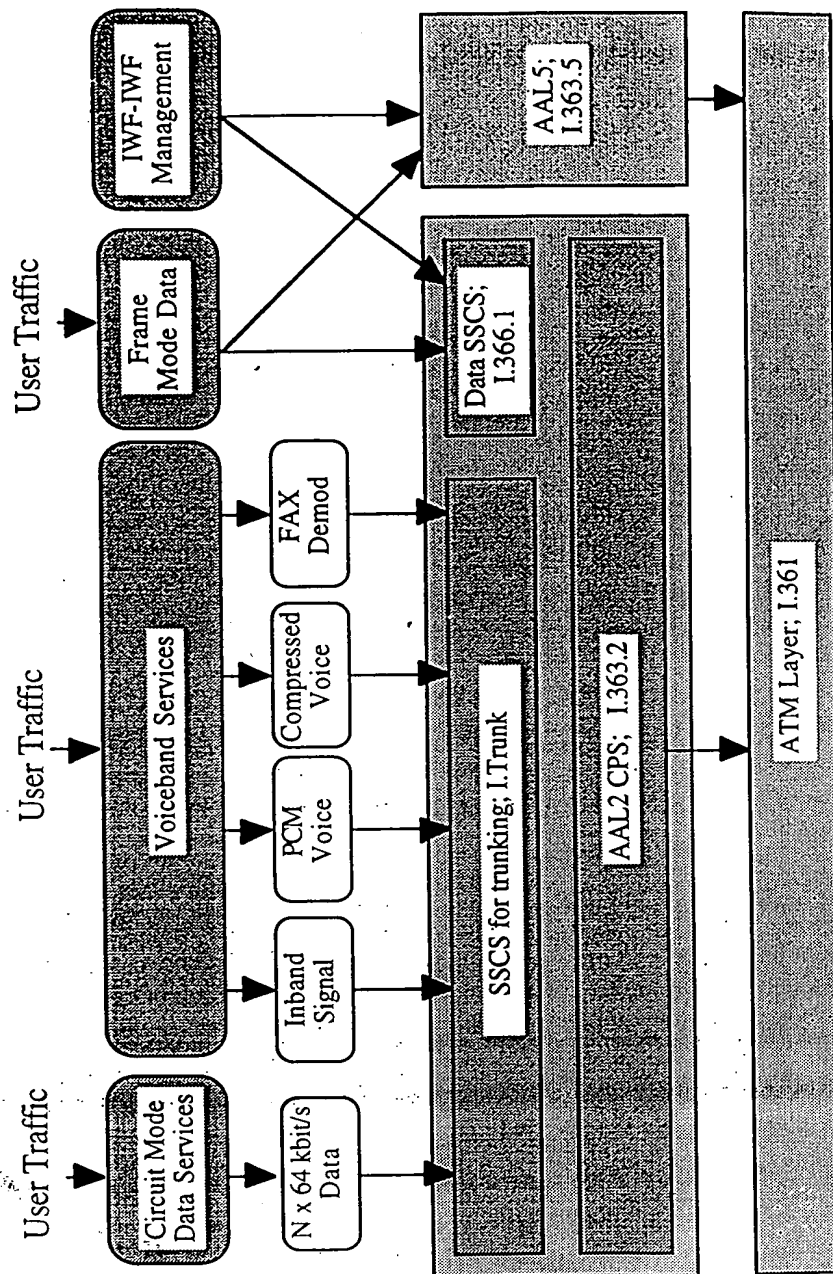 User Traffic
User Traffic
User Traffic
Circuit Mode
Data Services
Voiceband Services
Frame
Mode Data
IWF-IWF
Management
N x 64 kbit/s
Data
Inband
Signal
PCM
Voice
Compressed
Voice
FAX
Demod
SSCS for trunking; I.Trunk
Data SSCS;
I.366.1
AAL5;
I.363.5
AAL2 CPS; I.363.2
ATM Layer; I.361